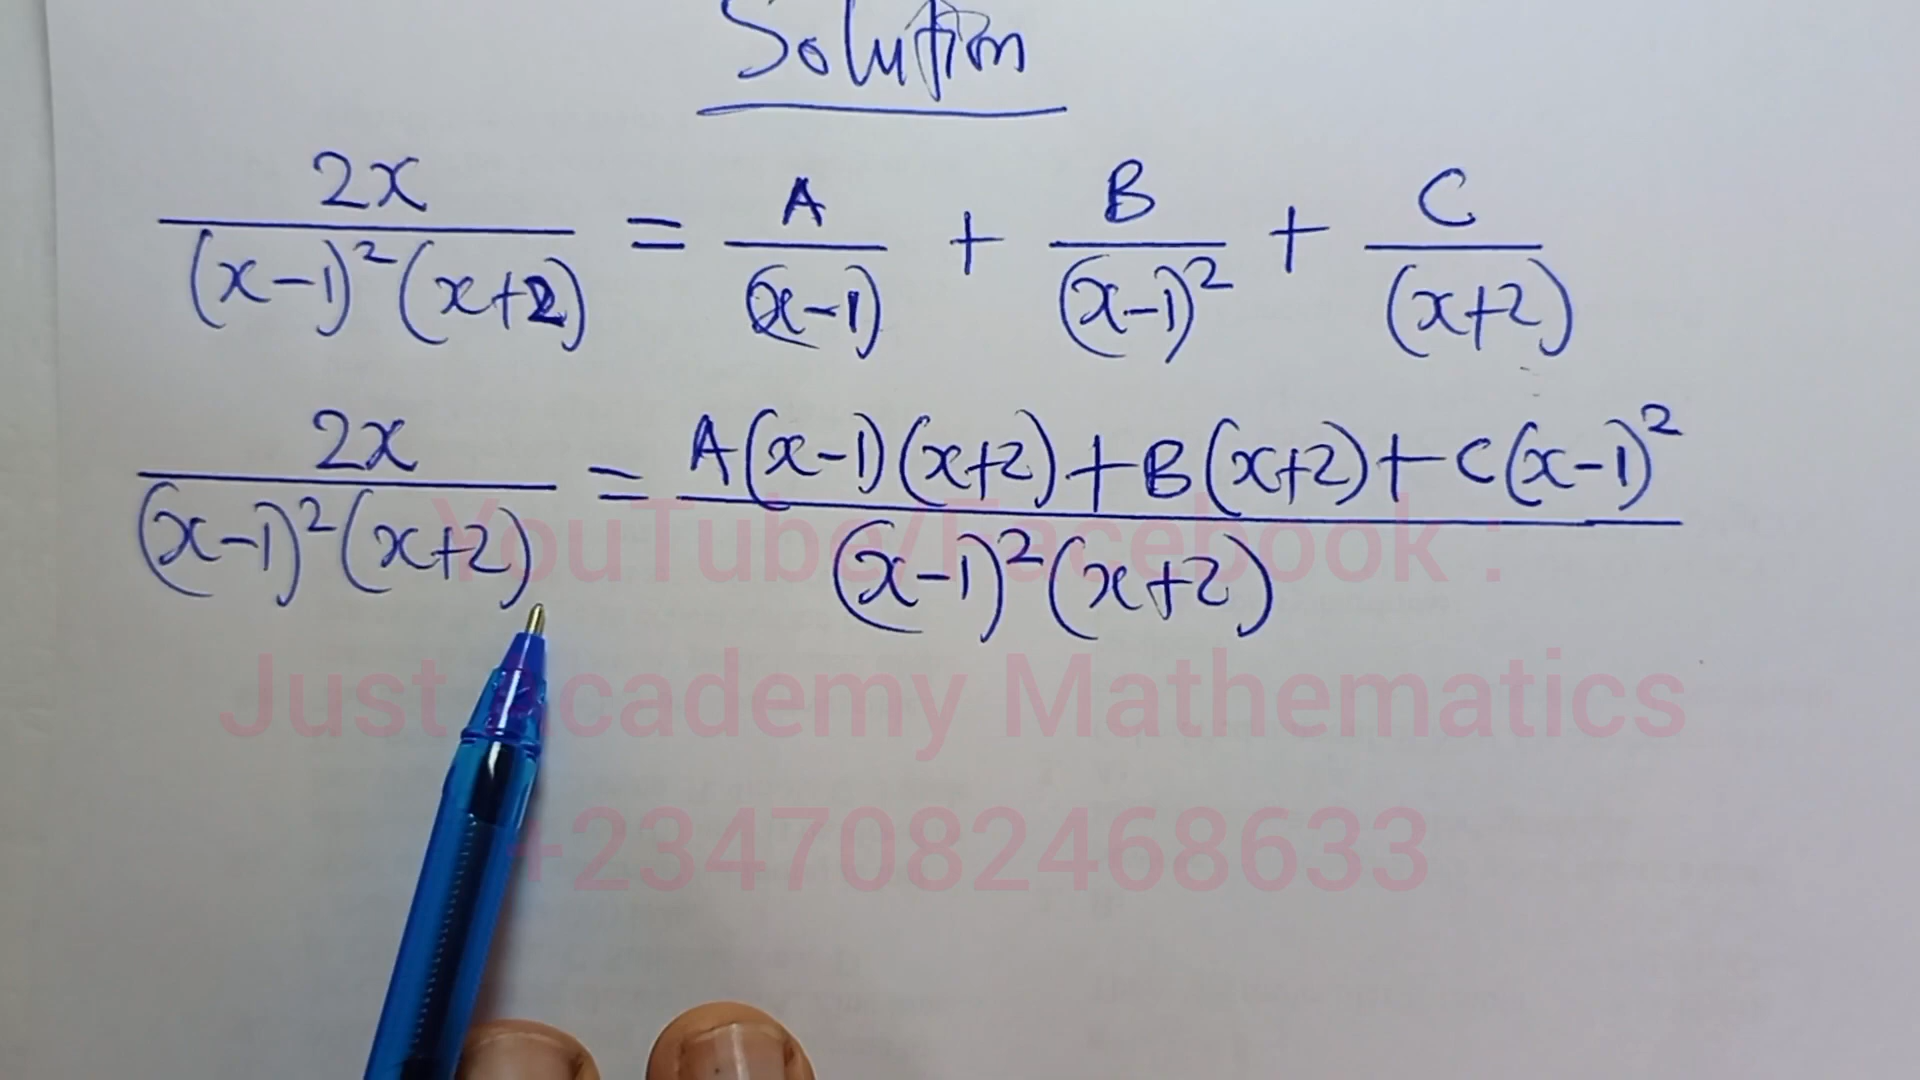 Solution
2x/((x-1)²(x+2)) = A/(x-1) + B/(x-1)² + C/(x+2)
2x/((x-1)²(x+2)) = (A(x-1)(x+2)+B(x+2)+C(x-1)²)/((x-1)²(x+2))
YouTube/Facebook :
Just Academy Mathematics
+2347082468633